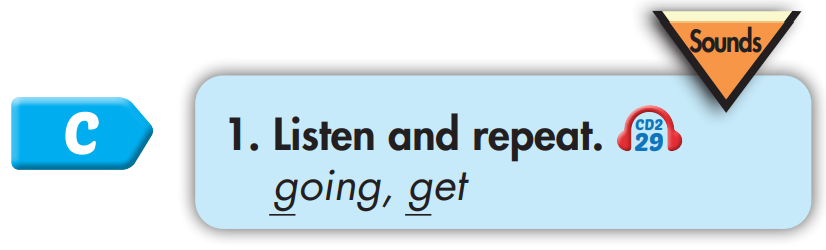 Sounds
C
1. Listen and repeat. CD2 29
going, get